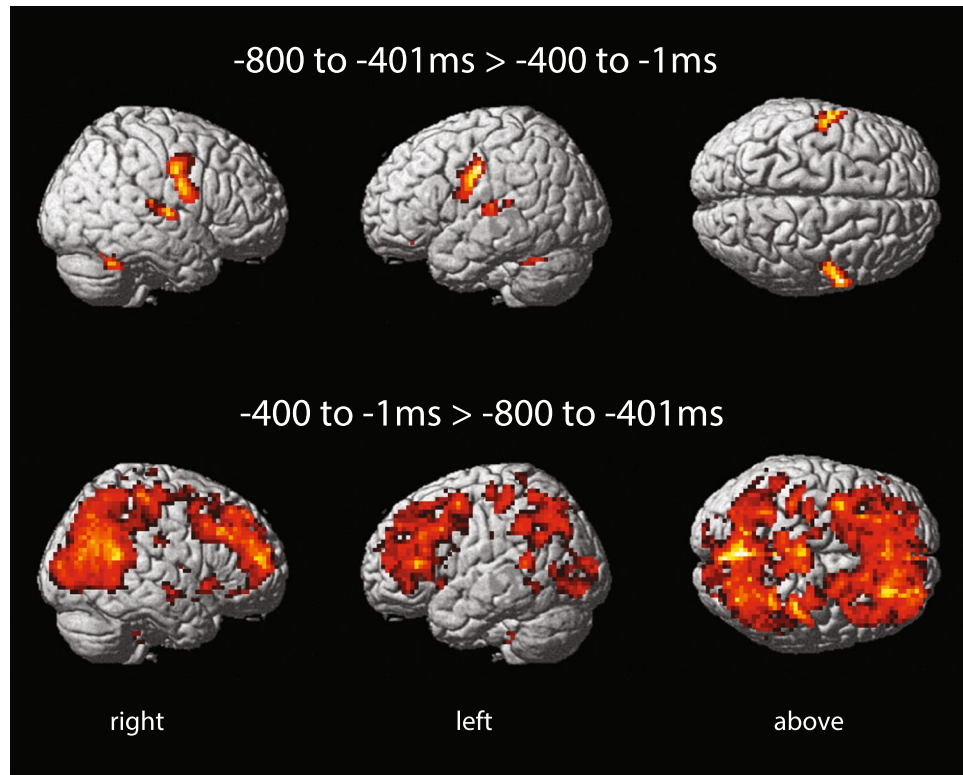 -800 to -401ms > -400 to -1ms
-400 to -1ms > -800 to -401ms
right
left
above